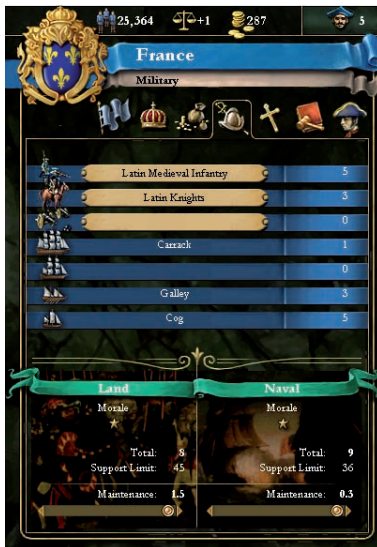 25,364 +1 287 5
France
Military
Latin Medieval Infantry 5
Latin Knights 3
0
Carrack 1
0
Galley 3
Cog 5
Land Naval
Morale Morale
Total: 8 Total: 9
Support Limit: 45 Support Limit: 36
Maintenance: 1.5 Maintenance: 0.3